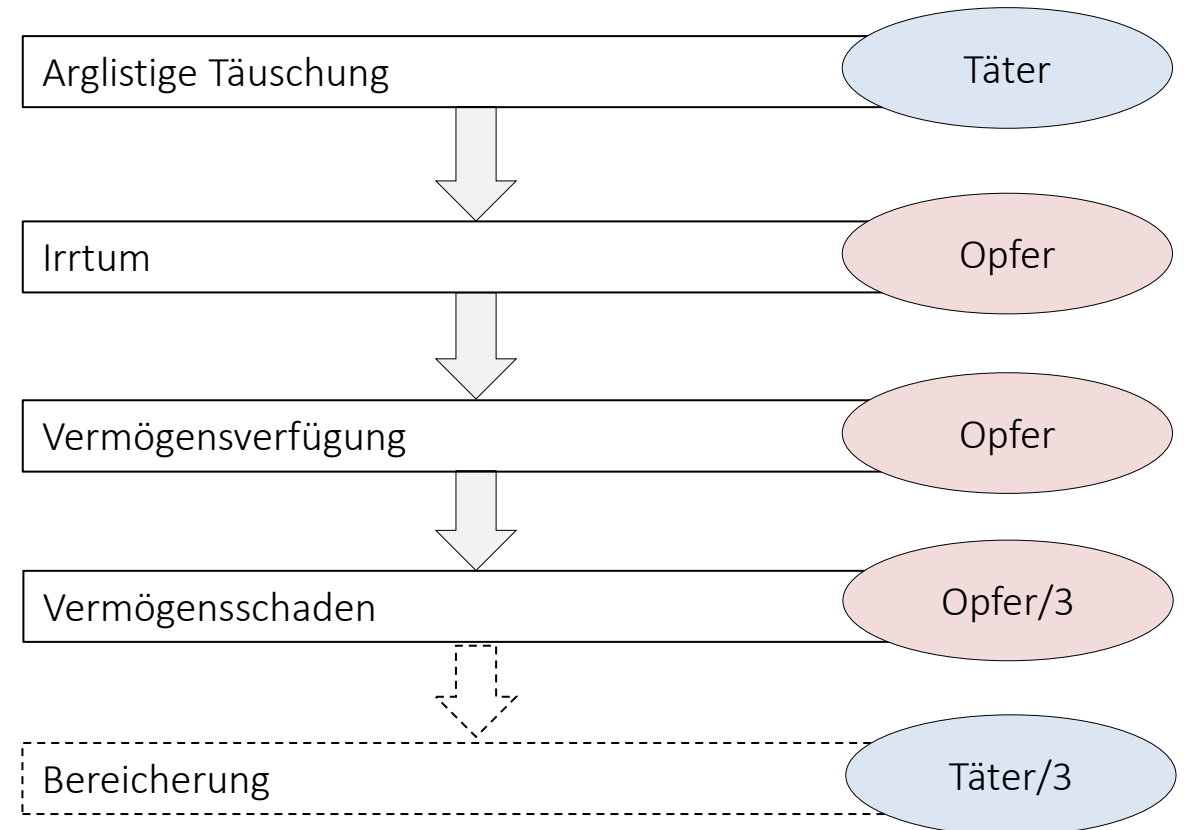 Arglistige Täuschung
Täter
Irrtum
Opfer
Vermögensverfügung
Opfer
Vermögensschaden
Opfer/3
Bereicherung
Täter/3